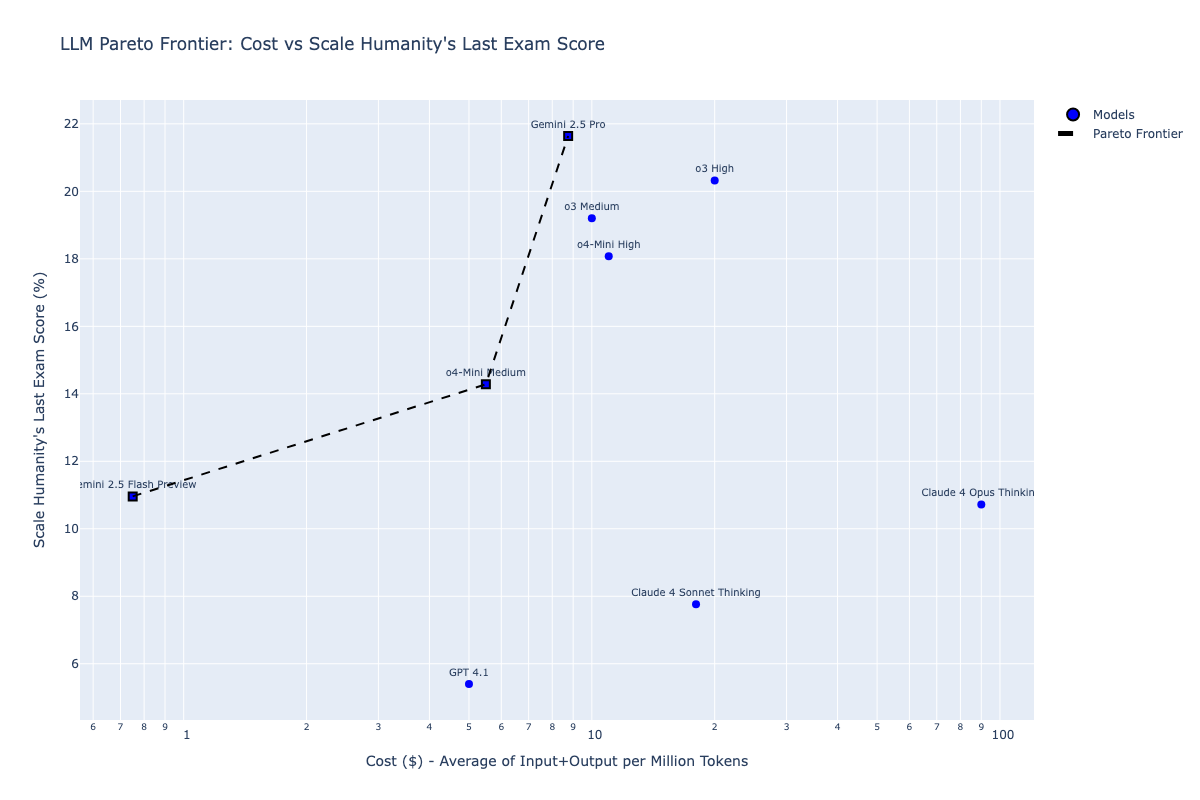 LLM Pareto Frontier: Cost vs Scale Humanity's Last Exam Score
Models
Pareto Frontier
Scale Humanity's Last Exam Score (%)
22
20
18
16
14
12
10
8
6
Gemini 2.5 Pro
o3 High
o3 Medium
o4-Mini High
o4-Mini Medium
emini 2.5 Flash Preview
Claude 4 Opus Thinkin
Claude 4 Sonnet Thinking
GPT 4.1
6 7 8 9 1 2 3 4 5 6 7 8 9 10 2 3 4 5 6 7 8 9 100
Cost ($) - Average of Input+Output per Million Tokens